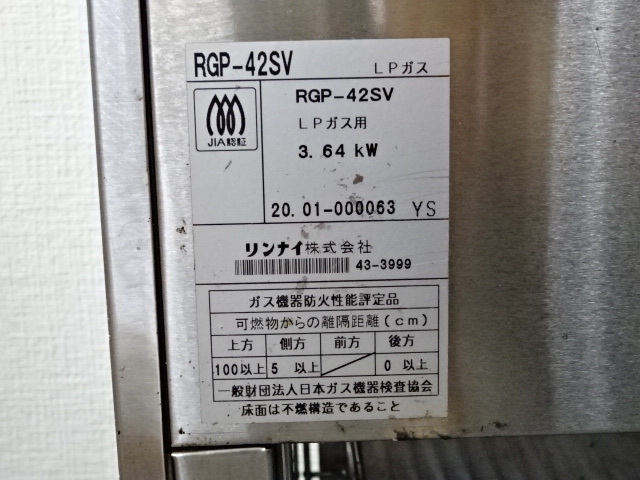 RGP-42SV LPガス
JIA認証
RGP-42SV
LPガス用
3.64 kW
20.01-000063 YS
リンナイ株式会社
43-3999
ガス機器防火性能評定品
可燃物からの離隔距離(cm)
上方 側方 前方 後方
100以上 5 以上 0 以上
一般財団法人日本ガス機器検査協会
床面は不燃構造であること